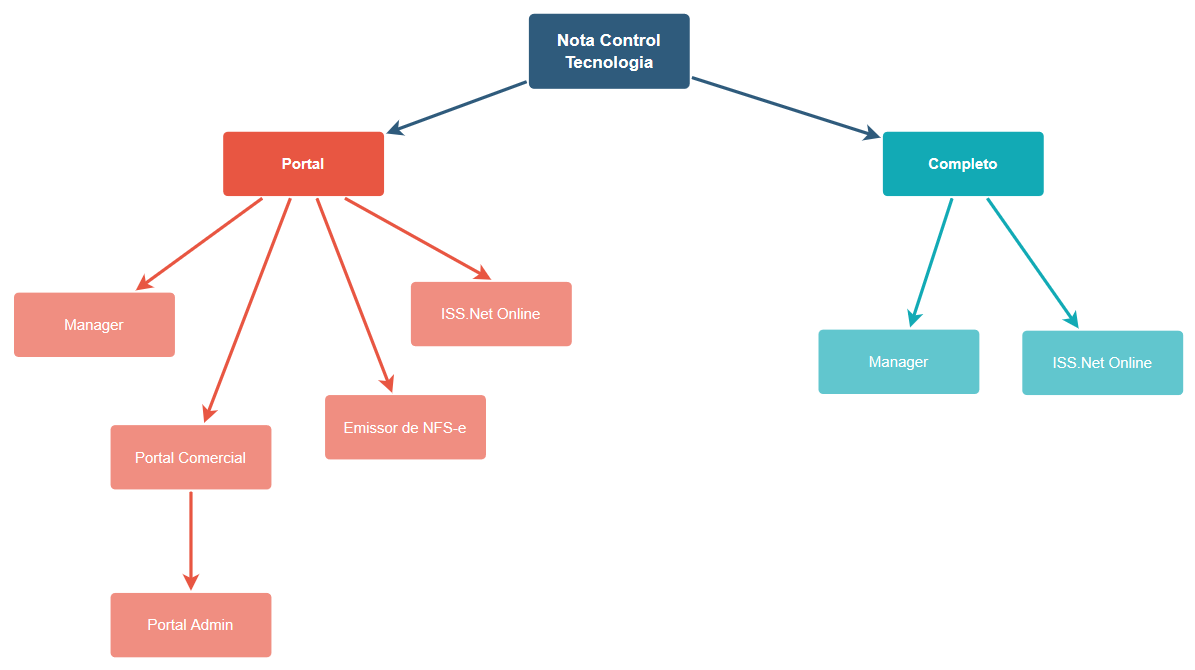 Nota Control
Tecnologia
Portal
Completo
Manager
ISS.Net Online
Manager
ISS.Net Online
Portal Comercial
Emissor de NFS-e
Portal Admin